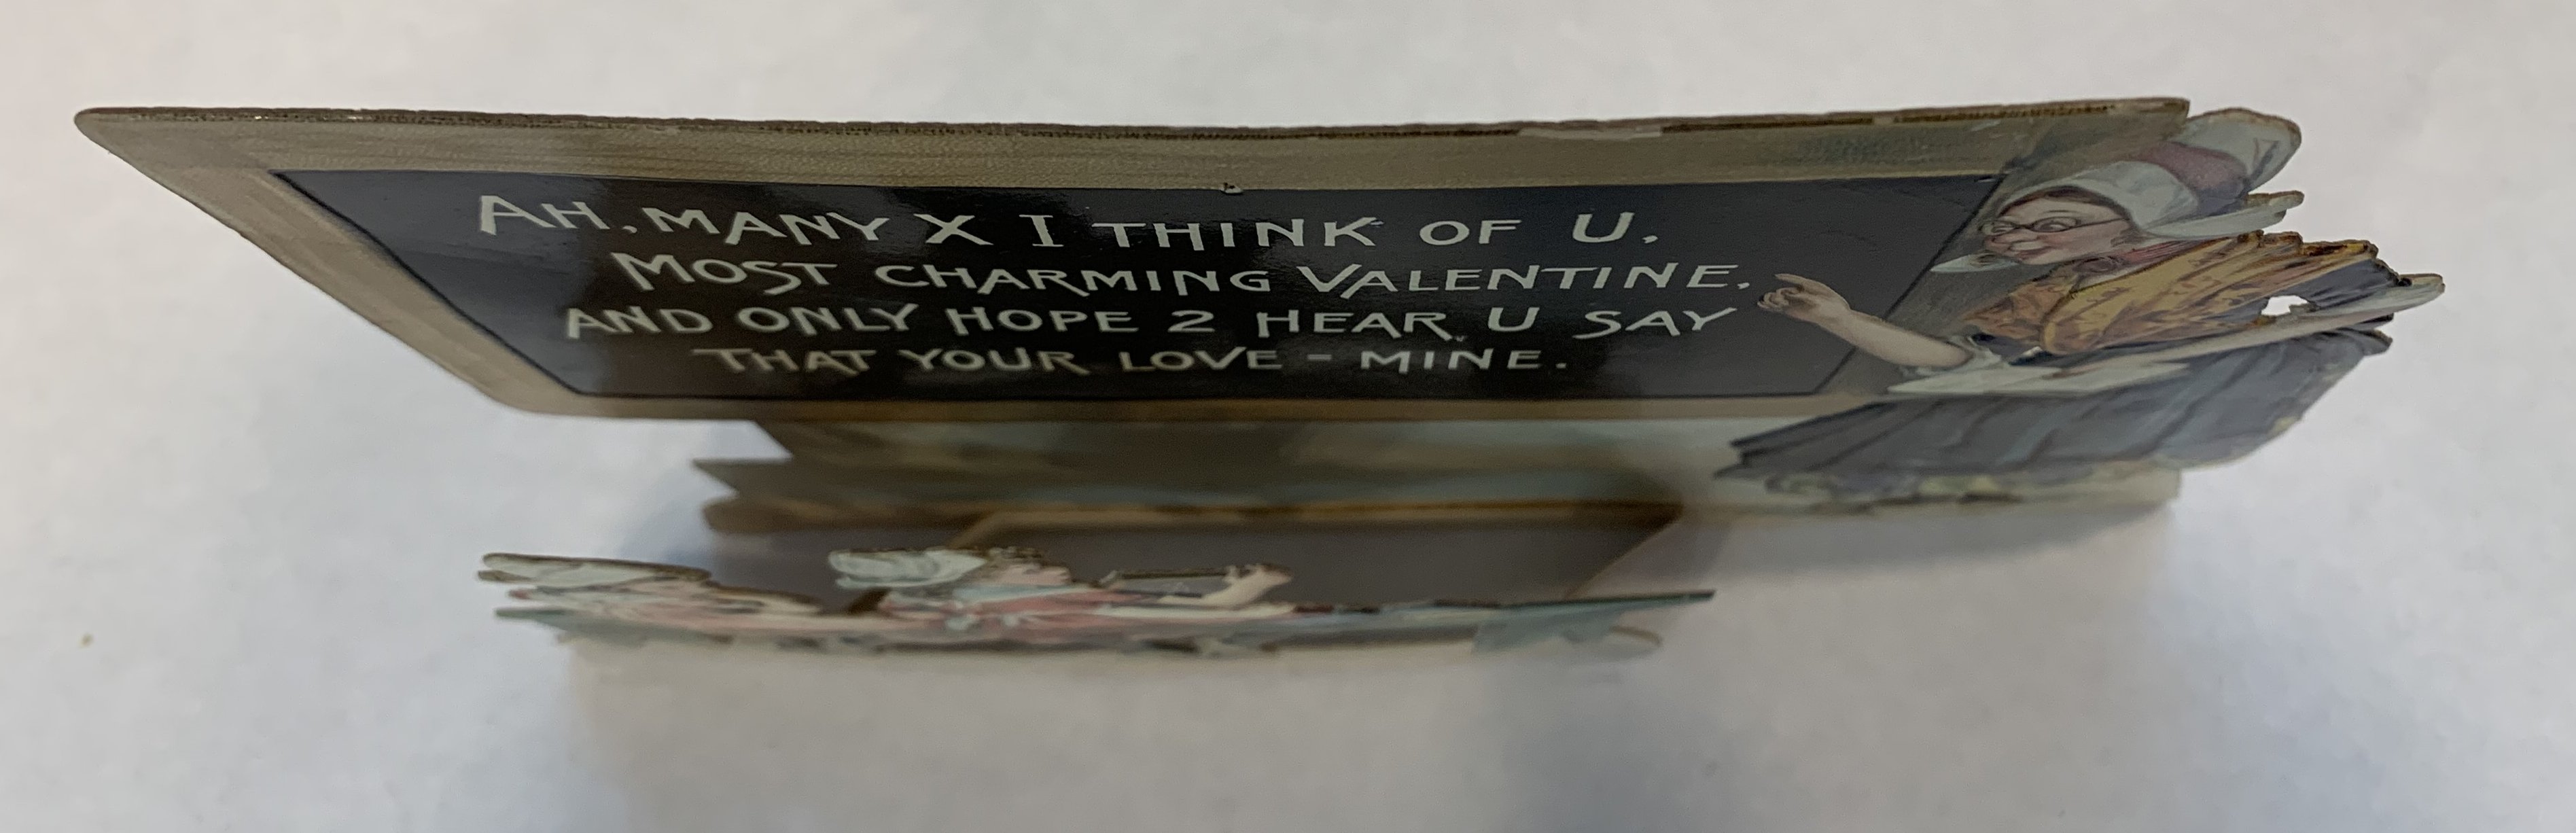 AH, MANY X I THINK OF U,
MOST CHARMING VALENTINE,
AND ONLY HOPE 2 HEAR U SAY
THAT YOUR LOVE - MINE.